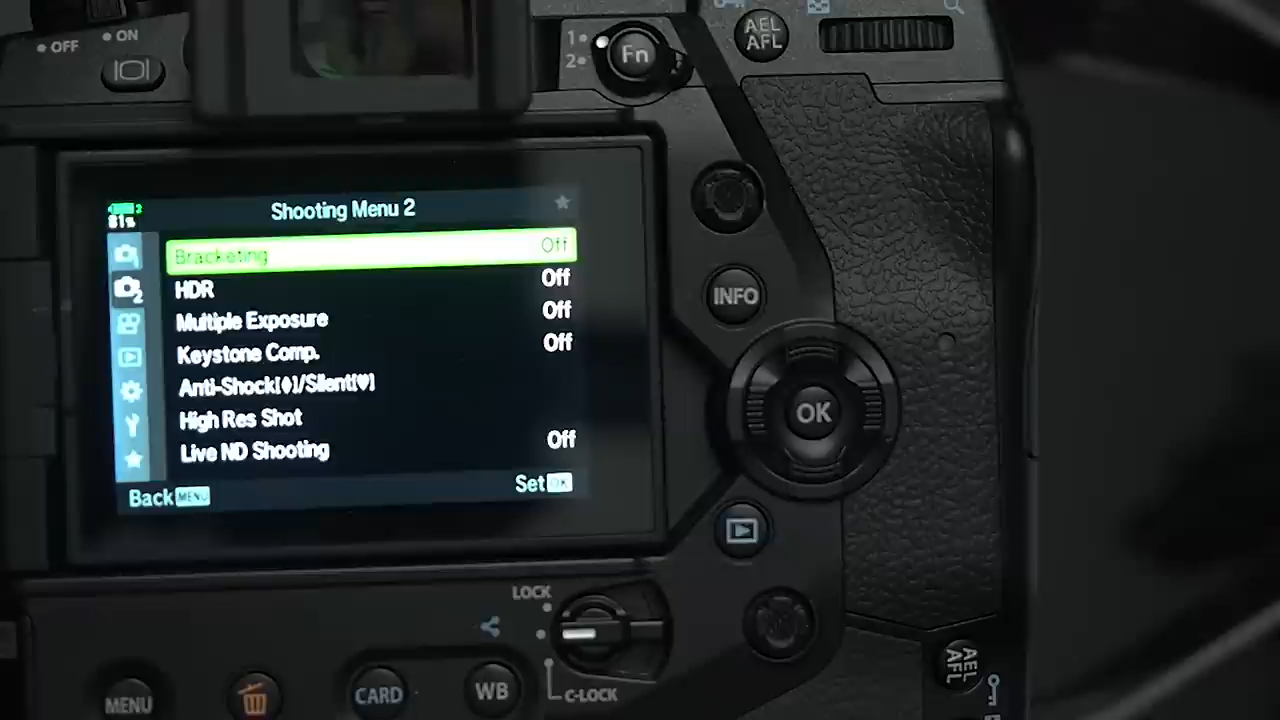 OFF
ON
1
2
Fn
AEL
AFL
2
81%
Shooting Menu 2
Bracketing Off
HDR Off
Multiple Exposure Off
Keystone Comp. Off
Anti-Shock[♦]/Silent[♥]
High Res Shot
Live ND Shooting Off
Back MENU
Set OK
INFO
OK
LOCK
C-LOCK
MENU
CARD
WB
AEL
AFL